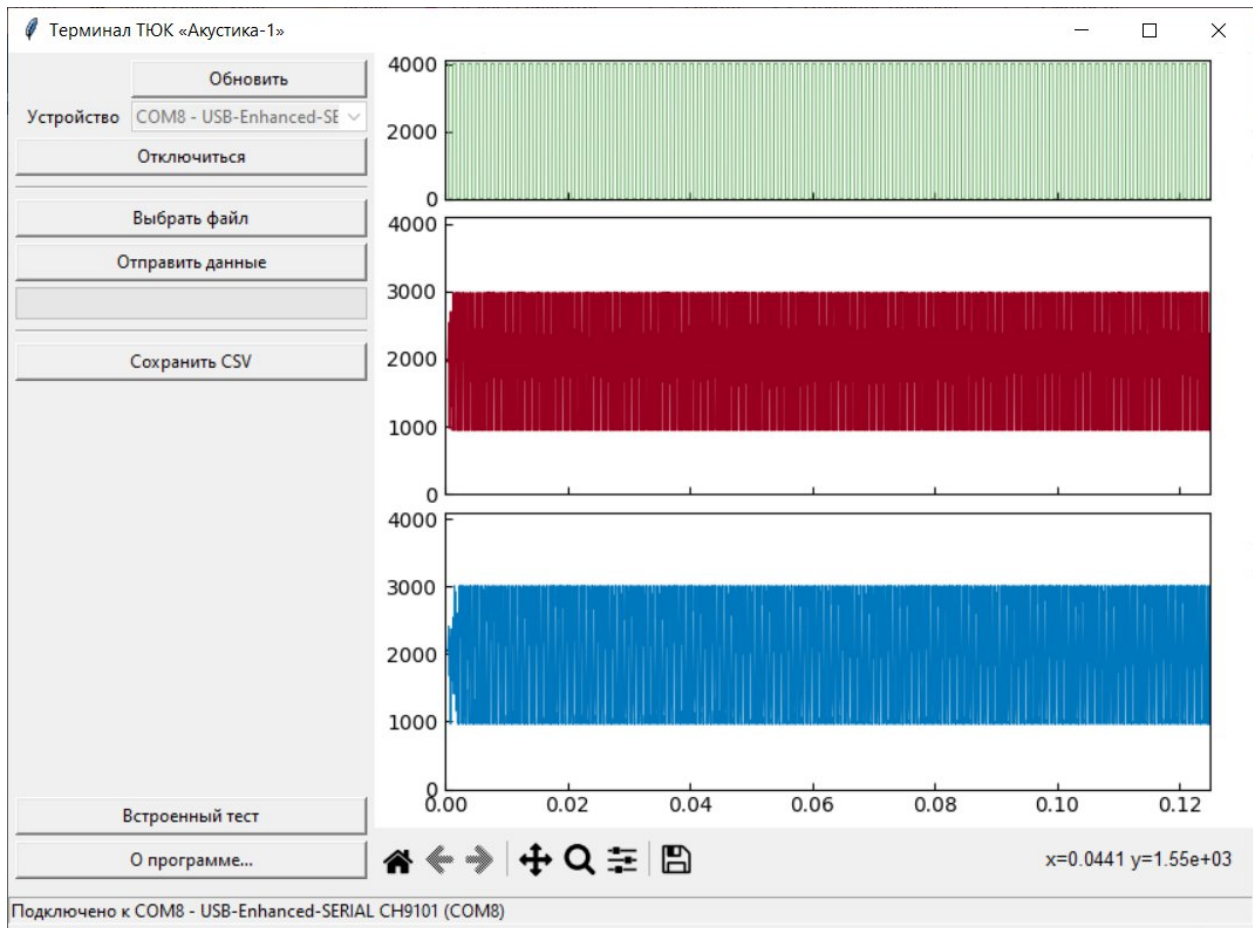 Терминал ТЮК «Акустика-1»
Обновить
Устройство COM8 - USB-Enhanced-SE
Отключиться
Выбрать файл
Отправить данные
Сохранить CSV
Встроенный тест
О программе...
4000
2000
0
4000
3000
2000
1000
0
4000
3000
2000
1000
0
0.00 0.02 0.04 0.06 0.08 0.10 0.12
x=0.0441 y=1.55e+03
Подключено к COM8 - USB-Enhanced-SERIAL CH9101 (COM8)